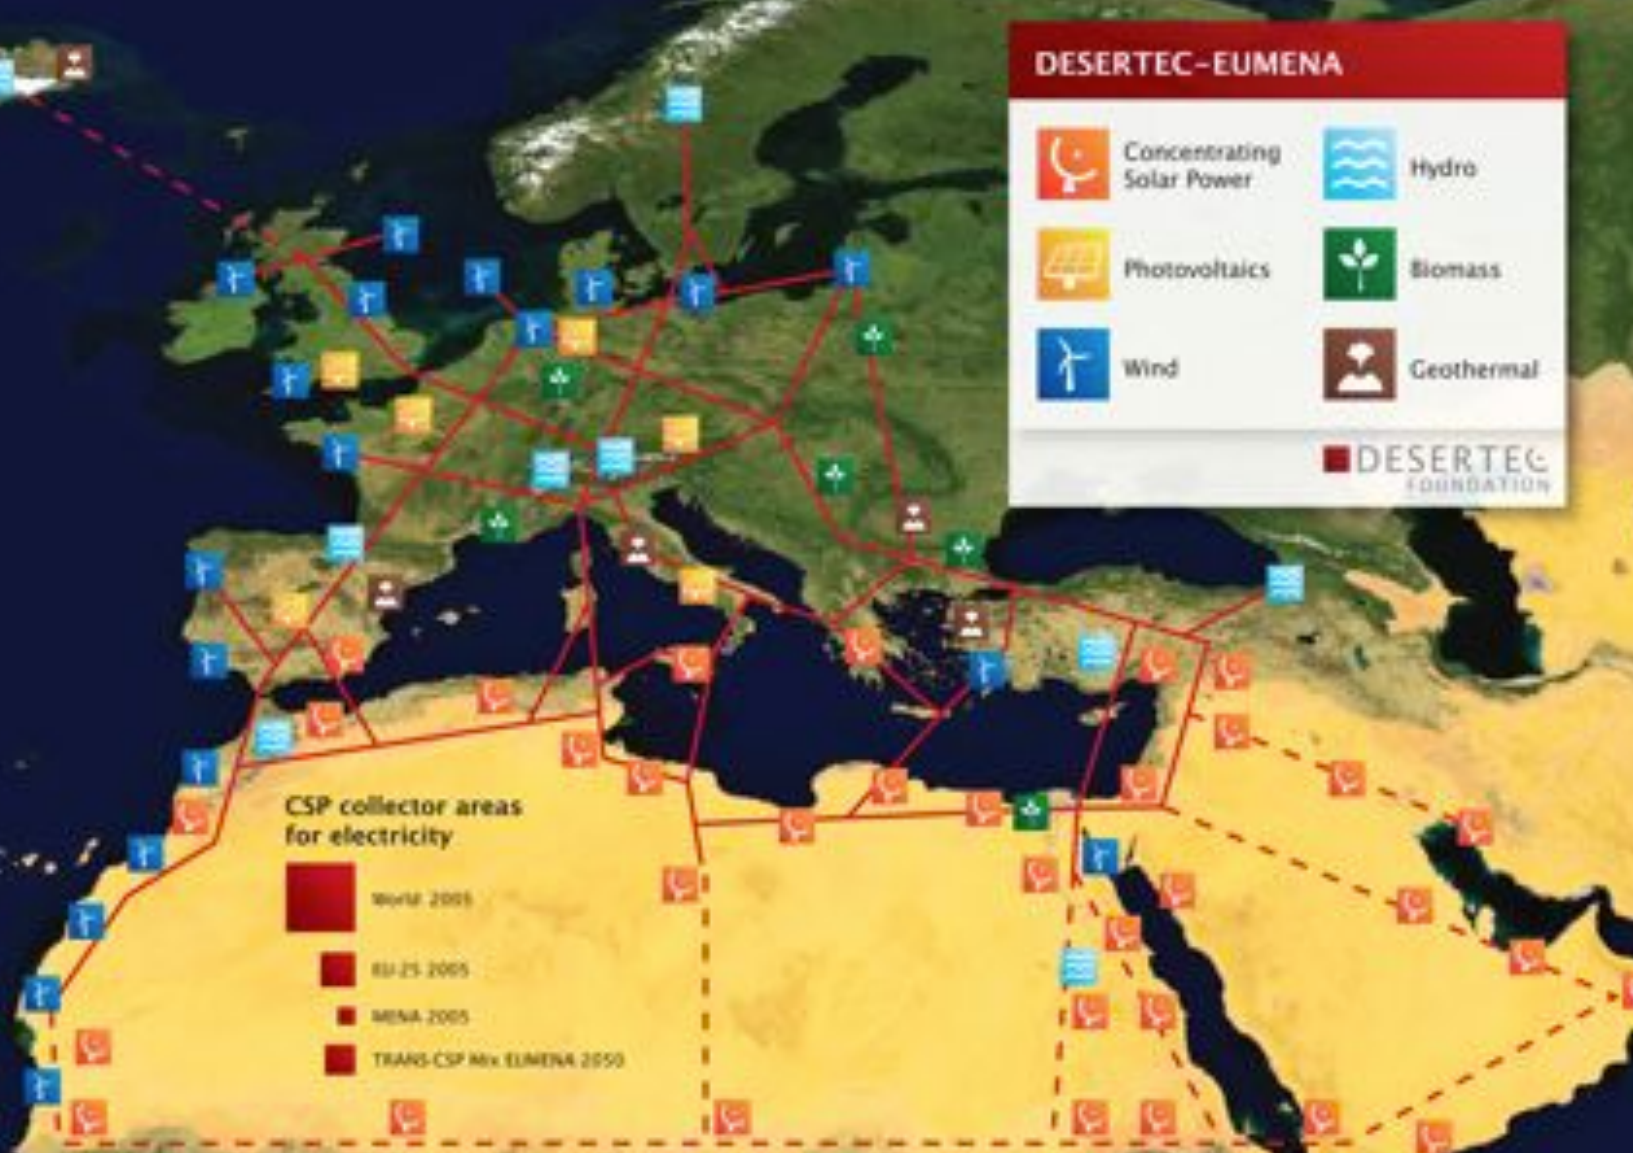 DESERTEC-EUMENA
Concentrating
Solar Power
Hydro
Photovoltaics
Biomass
Wind
Geothermal
DESERTEC
FOUNDATION
CSP collector areas
for electricity
World 2005
EU-25 2005
MENA 2005
TRANS-CSP Mix EUMENA 2050